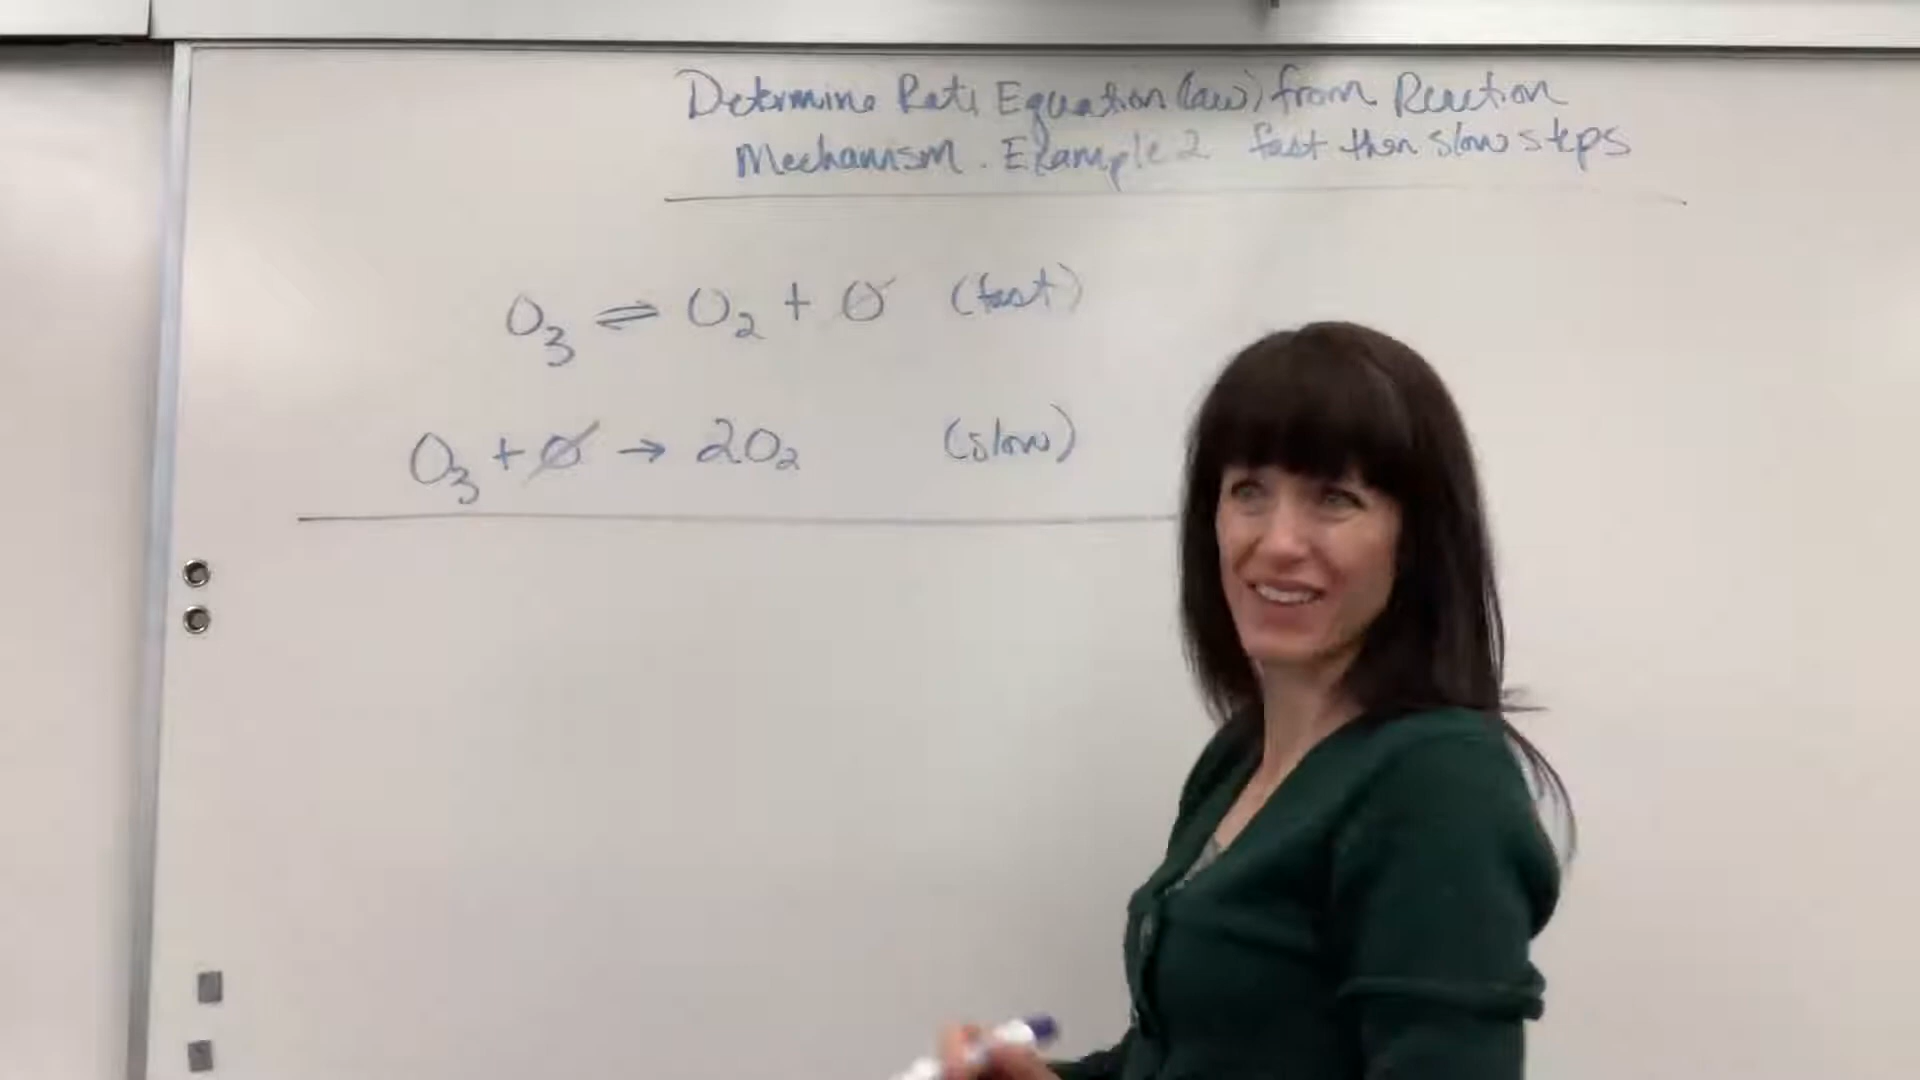 Determine Rate Equation (law) from Reaction
Mechanism. Example 2 fast then slow steps
O₃ ⇌ O₂ + O (fast)
O₃ + O → 2O₂ (slow)